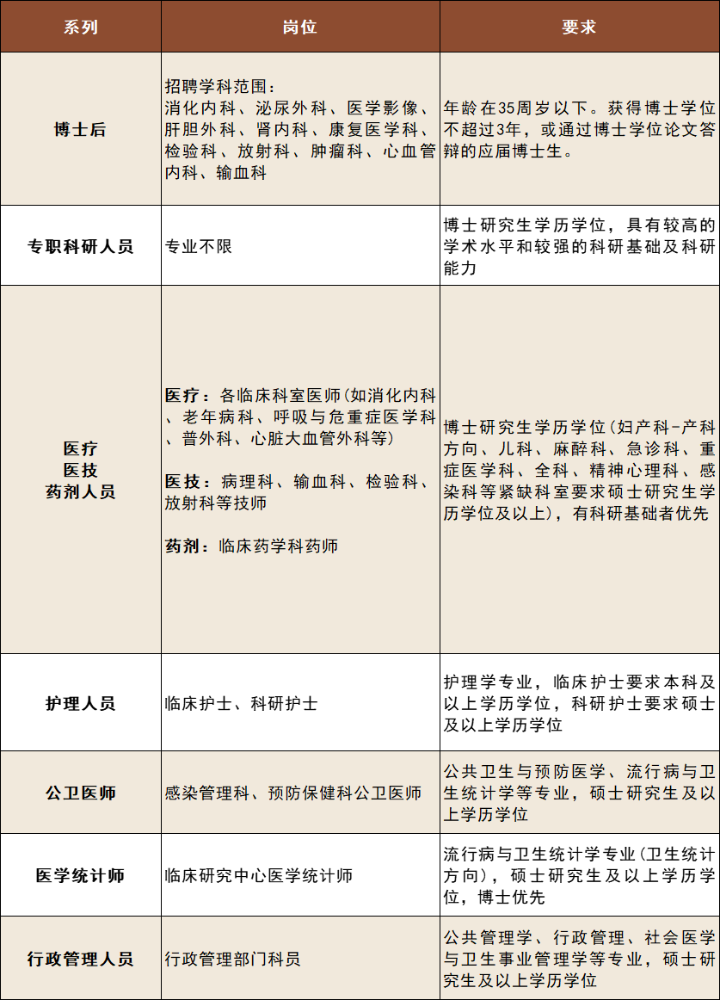 系列
岗位
要求
博士后
招聘学科范围：
消化内科、泌尿外科、医学影像、
肝胆外科、肾内科、康复医学科、
检验科、放射科、肿瘤科、心血管
内科、输血科
年龄在35周岁以下。获得博士学位
不超过3年，或通过博士学位论文答
辩的应届博士生。
专职科研人员
专业不限
博士研究生学历学位，具有较高的
学术水平和较强的科研基础及科研
能力
医疗
医技
药剂人员
医疗：各临床科室医师(如消化内科
、老年病科、呼吸与危重症医学科
、普外科、心脏大血管外科等)
医技：病理科、输血科、检验科、
放射科等技师
药剂：临床药学科药师
博士研究生学历学位(妇产科-产科
方向、儿科、麻醉科、急诊科、重
症医学科、全科、精神心理科、感
染科等紧缺科室要求硕士研究生学
历学位及以上)，有科研基础者优先
护理人员
临床护士、科研护士
护理学专业，临床护士要求本科及
以上学历学位，科研护士要求硕士
及以上学历学位
公卫医师
感染管理科、预防保健科公卫医师
公共卫生与预防医学、流行病与卫
生统计学等专业，硕士研究生及以
上学历学位
医学统计师
临床研究中心医学统计师
流行病与卫生统计学专业(卫生统计
方向)，硕士研究生及以上学历学
位，博士优先
行政管理人员
行政管理部门科员
公共管理学、行政管理、社会医学
与卫生事业管理学等专业，硕士研
究生及以上学历学位